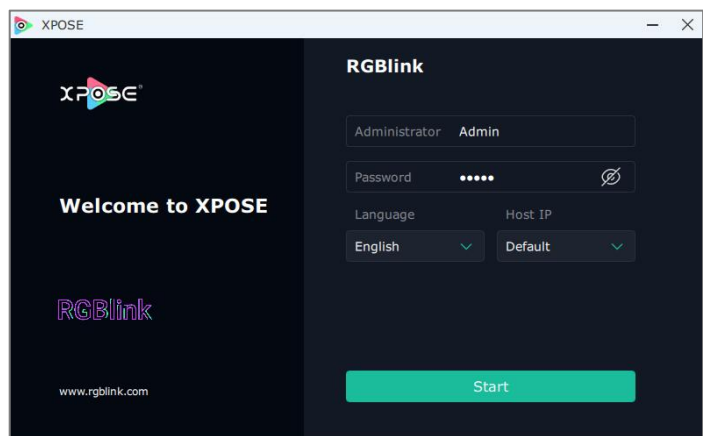 XPOSE
XPOSE®
Welcome to XPOSE
RGBlink
www.rgblink.com
RGBlink
Administrator Admin
Password •••••
Language Host IP
English Default
Start